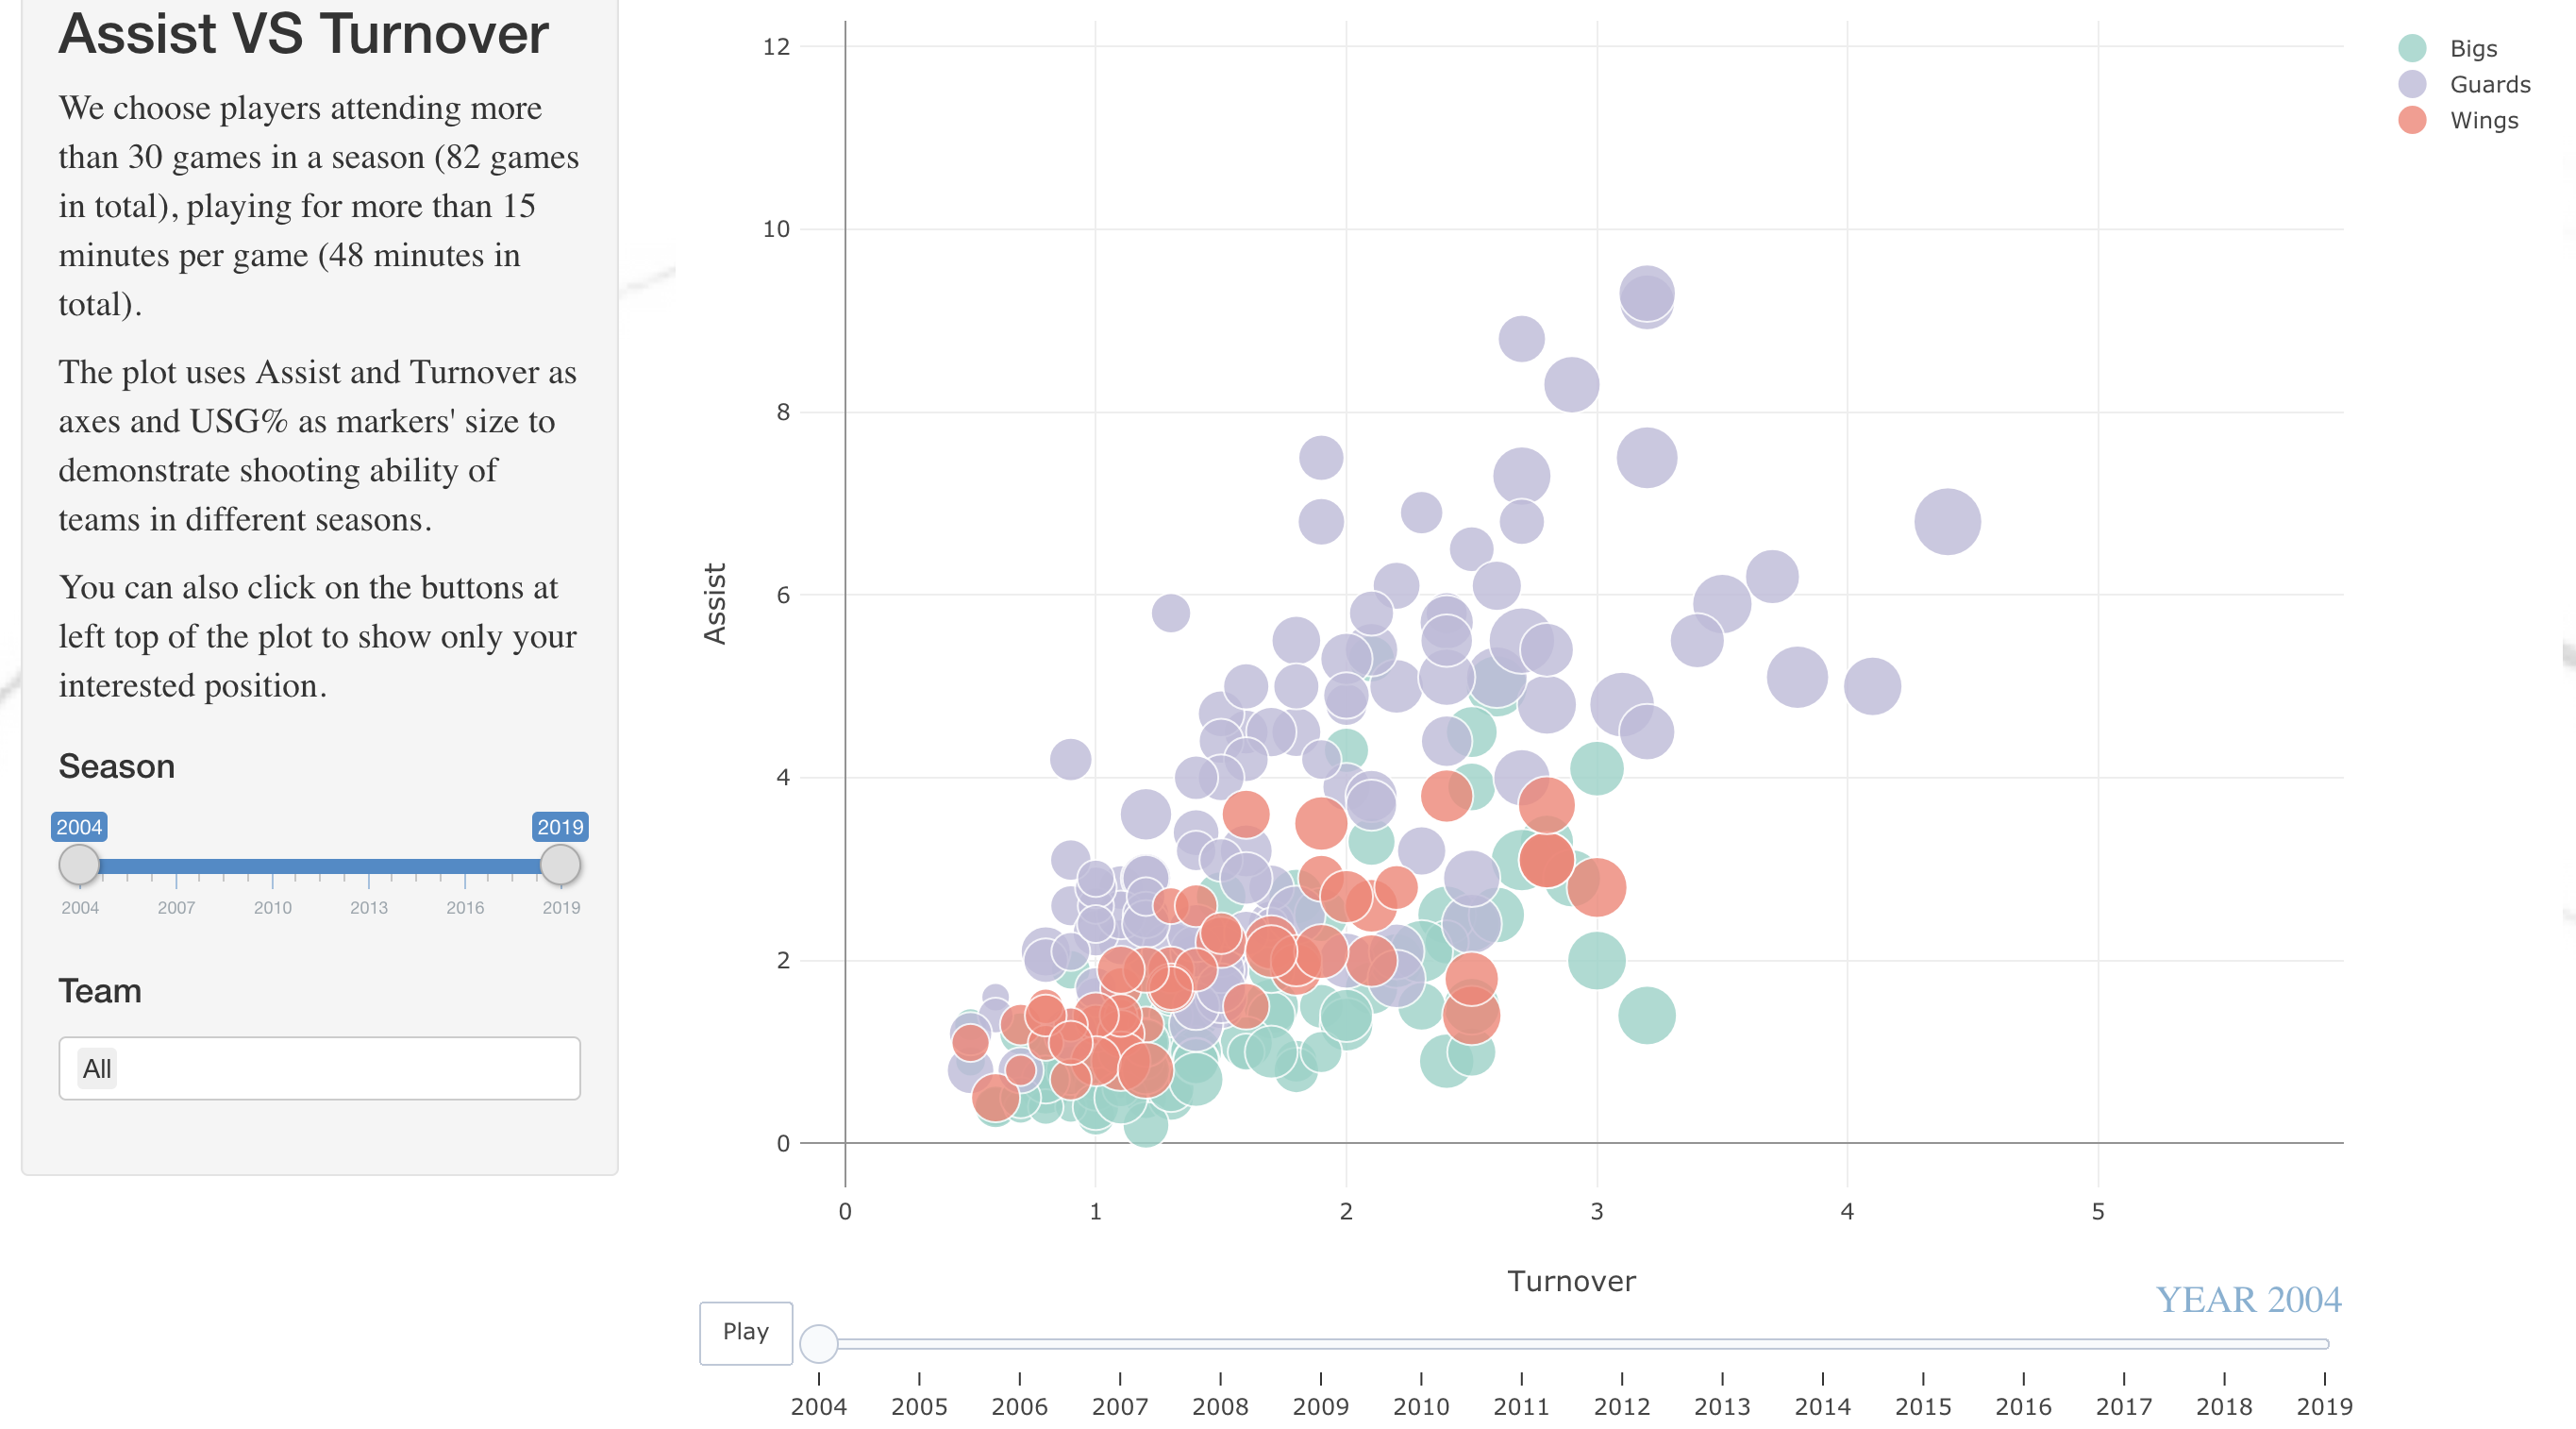 Assist VS Turnover
We choose players attending more
than 30 games in a season (82 games
in total), playing for more than 15
minutes per game (48 minutes in
total).
The plot uses Assist and Turnover as
axes and USG% as markers' size to
demonstrate shooting ability of
teams in different seasons.
You can also click on the buttons at
left top of the plot to show only your
interested position.
Season
2004 2019
2004 2007 2010 2013 2016 2019
Team
All
Assist
12
10
8
6
4
2
0
0 1 2 3 4 5
Turnover
Bigs
Guards
Wings
YEAR 2004
Play
2004 2005 2006 2007 2008 2009 2010 2011 2012 2013 2014 2015 2016 2017 2018 2019